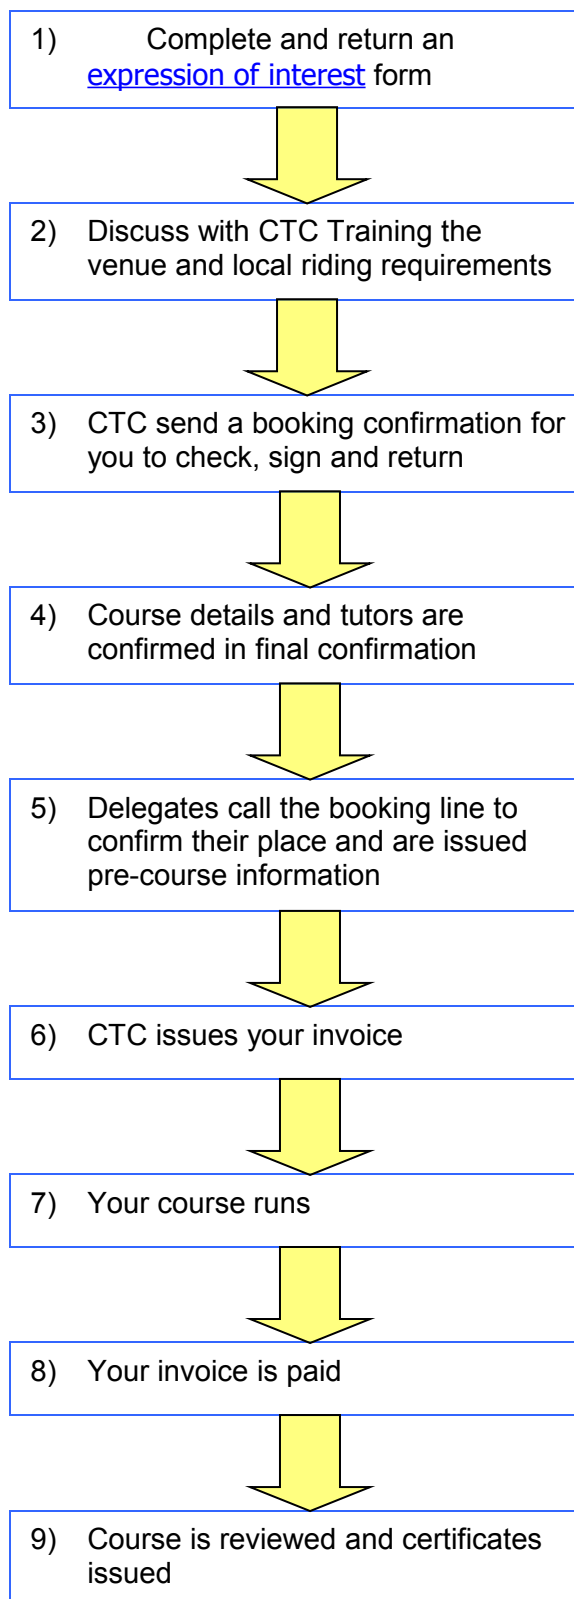 1) Complete and return an
expression of interest form
2) Discuss with CTC Training the
venue and local riding requirements
3) CTC send a booking confirmation for
you to check, sign and return
4) Course details and tutors are
confirmed in final confirmation
5) Delegates call the booking line to
confirm their place and are issued
pre-course information
6) CTC issues your invoice
7) Your course runs
8) Your invoice is paid
9) Course is reviewed and certificates
issued